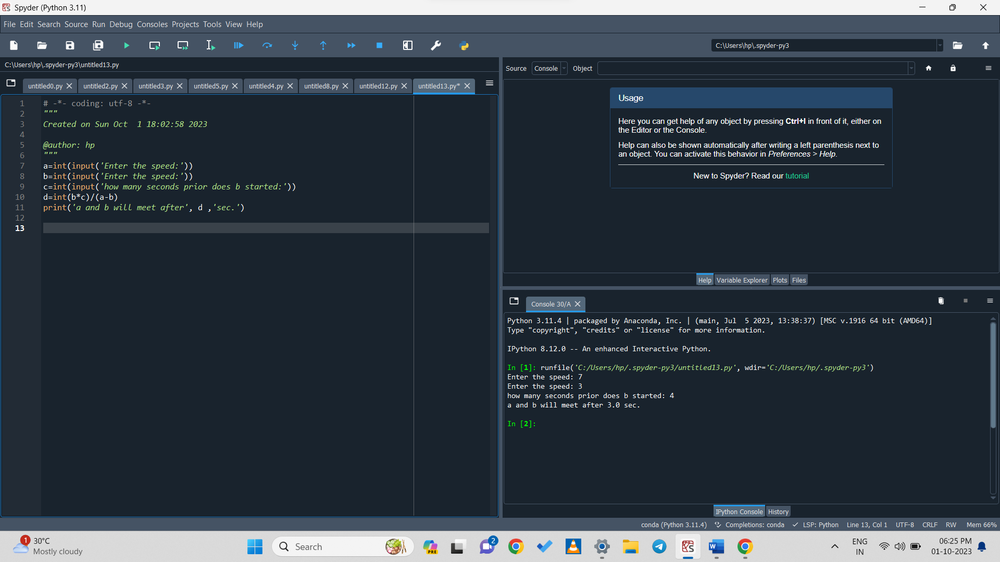 Spyder (Python 3.11)
File Edit Search Source Run Debug Consoles Projects Tools View Help
C:\Users\hp\.spyder-py3
C:\Users\hp\.spyder-py3\untitled13.py
untitled0.py untitled2.py untitled3.py untitled5.py untitled4.py untitled8.py untitled12.py untitled13.py*
1 # -*- coding: utf-8 -*-
2 """
3 Created on Sun Oct  1 18:02:58 2023
4
5 @author: hp
6 """
7 a=int(input('Enter the speed:'))
8 b=int(input('Enter the speed:'))
9 c=int(input('how many seconds prior does b started:'))
10 d=int(b*c)/(a-b)
11 print('a and b will meet after', d ,'sec.')
12
13
Source Console Object
Usage
Here you can get help of any object by pressing Ctrl+I in front of it, either on
the Editor or the Console.
Help can also be shown automatically after writing a left parenthesis next to
an object. You can activate this behavior in Preferences > Help.
New to Spyder? Read our tutorial
Help Variable Explorer Plots Files
Console 30/A
Python 3.11.4 | packaged by Anaconda, Inc. | (main, Jul  5 2023, 13:38:37) [MSC v.1916 64 bit (AMD64)]
Type "copyright", "credits" or "license" for more information.
IPython 8.12.0 -- An enhanced Interactive Python.
In [1]: runfile('C:/Users/hp/.spyder-py3/untitled13.py', wdir='C:/Users/hp/.spyder-py3')
Enter the speed: 7
Enter the speed: 3
how many seconds prior does b started: 4
a and b will meet after 3.0 sec.
In [2]:
IPython Console History
conda (Python 3.11.4) Completions: conda LSP: Python Line 13, Col 1 UTF-8 CRLF RW Mem 66%
1
30°C
Mostly cloudy
Search
PRE
2
ENG
IN
06:25 PM
01-10-2023